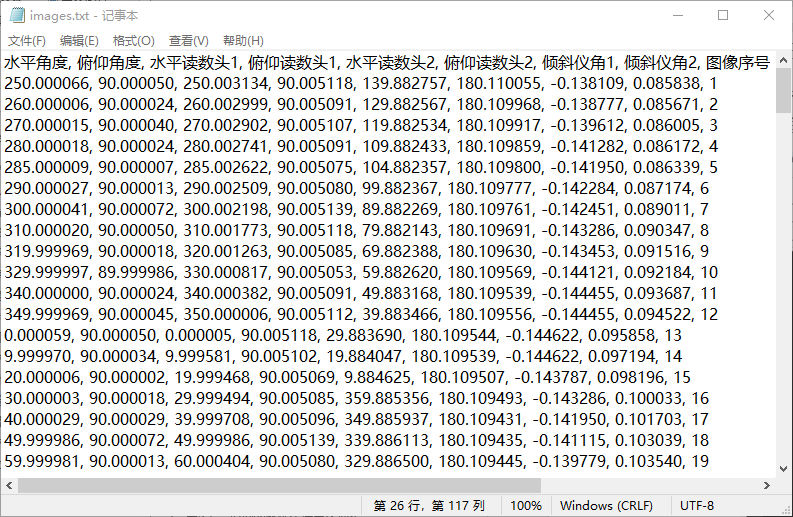 images.txt - 记事本
文件(F) 编辑(E) 格式(O) 查看(V) 帮助(H)
水平角度, 俯仰角度, 水平读数头1, 俯仰读数头1, 水平读数头2, 俯仰读数头2, 倾斜仪角1, 倾斜仪角2, 图像序号
250.000066, 90.000050, 250.003134, 90.005118, 139.882757, 180.110055, -0.138109, 0.085838, 1
260.000006, 90.000024, 260.002999, 90.005091, 129.882567, 180.109968, -0.138777, 0.085671, 2
270.000015, 90.000040, 270.002902, 90.005107, 119.882534, 180.109917, -0.139612, 0.086005, 3
280.000018, 90.000024, 280.002741, 90.005091, 109.882433, 180.109859, -0.141282, 0.086172, 4
285.000009, 90.000007, 285.002622, 90.005075, 104.882357, 180.109800, -0.141950, 0.086339, 5
290.000027, 90.000013, 290.002509, 90.005080, 99.882367, 180.109777, -0.142284, 0.087174, 6
300.000041, 90.000072, 300.002198, 90.005139, 89.882269, 180.109761, -0.142451, 0.089011, 7
310.000020, 90.000050, 310.001773, 90.005118, 79.882143, 180.109691, -0.143286, 0.090347, 8
319.999969, 90.000018, 320.001263, 90.005085, 69.882388, 180.109630, -0.143453, 0.091516, 9
329.999997, 89.999986, 330.000817, 90.005053, 59.882620, 180.109569, -0.144121, 0.092184, 10
340.000000, 90.000024, 340.000382, 90.005091, 49.883168, 180.109539, -0.144455, 0.093687, 11
349.999969, 90.000045, 350.000006, 90.005112, 39.883466, 180.109556, -0.144455, 0.094522, 12
0.000059, 90.000050, 0.000005, 90.005118, 29.883690, 180.109544, -0.144622, 0.095858, 13
9.999970, 90.000034, 9.999581, 90.005102, 19.884047, 180.109539, -0.144622, 0.097194, 14
20.000006, 90.000002, 19.999468, 90.005069, 9.884625, 180.109507, -0.143787, 0.098196, 15
30.000003, 90.000018, 29.999494, 90.005085, 359.885356, 180.109493, -0.143286, 0.100033, 16
40.000029, 90.000029, 39.999708, 90.005096, 349.885937, 180.109431, -0.141950, 0.101703, 17
49.999986, 90.000072, 49.999986, 90.005139, 339.886113, 180.109435, -0.141115, 0.103039, 18
59.999981, 90.000013, 60.000404, 90.005080, 329.886500, 180.109445, -0.139779, 0.103540, 19
第 26 行，第 117 列 100% Windows (CRLF) UTF-8